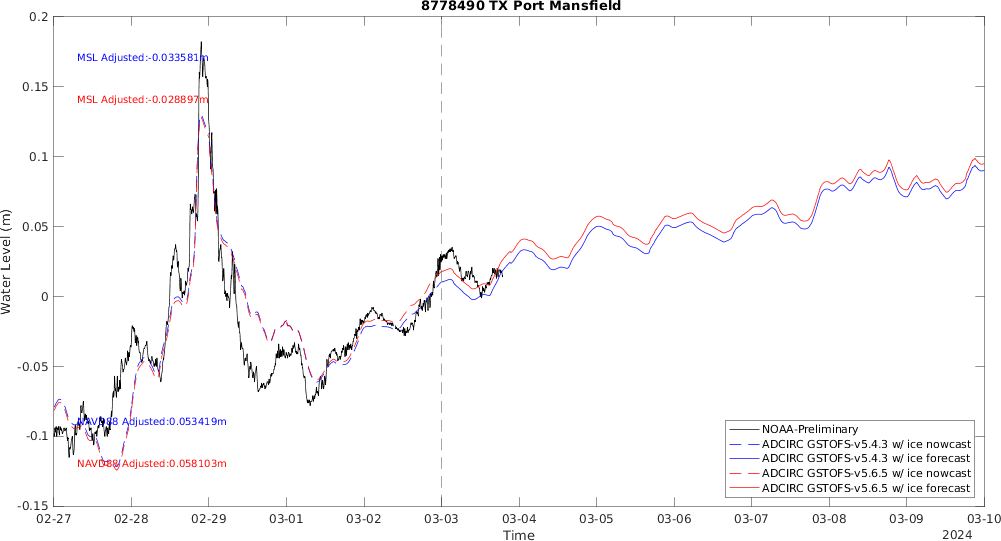 8778490 TX Port Mansfield
0.2
0.15
0.1
0.05
0
-0.05
-0.1
-0.15
Water Level (m)
MSL Adjusted:-0.033581m
MSL Adjusted:-0.028897m
NAVD88 Adjusted:0.053419m
NAVD88 Adjusted:0.058103m
NOAA-Preliminary
ADCIRC GSTOFS-v5.4.3 w/ ice nowcast
ADCIRC GSTOFS-v5.4.3 w/ ice forecast
ADCIRC GSTOFS-v5.6.5 w/ ice nowcast
ADCIRC GSTOFS-v5.6.5 w/ ice forecast
02-27 02-28 02-29 03-01 03-02 03-03 03-04 03-05 03-06 03-07 03-08 03-09 03-10
Time
2024